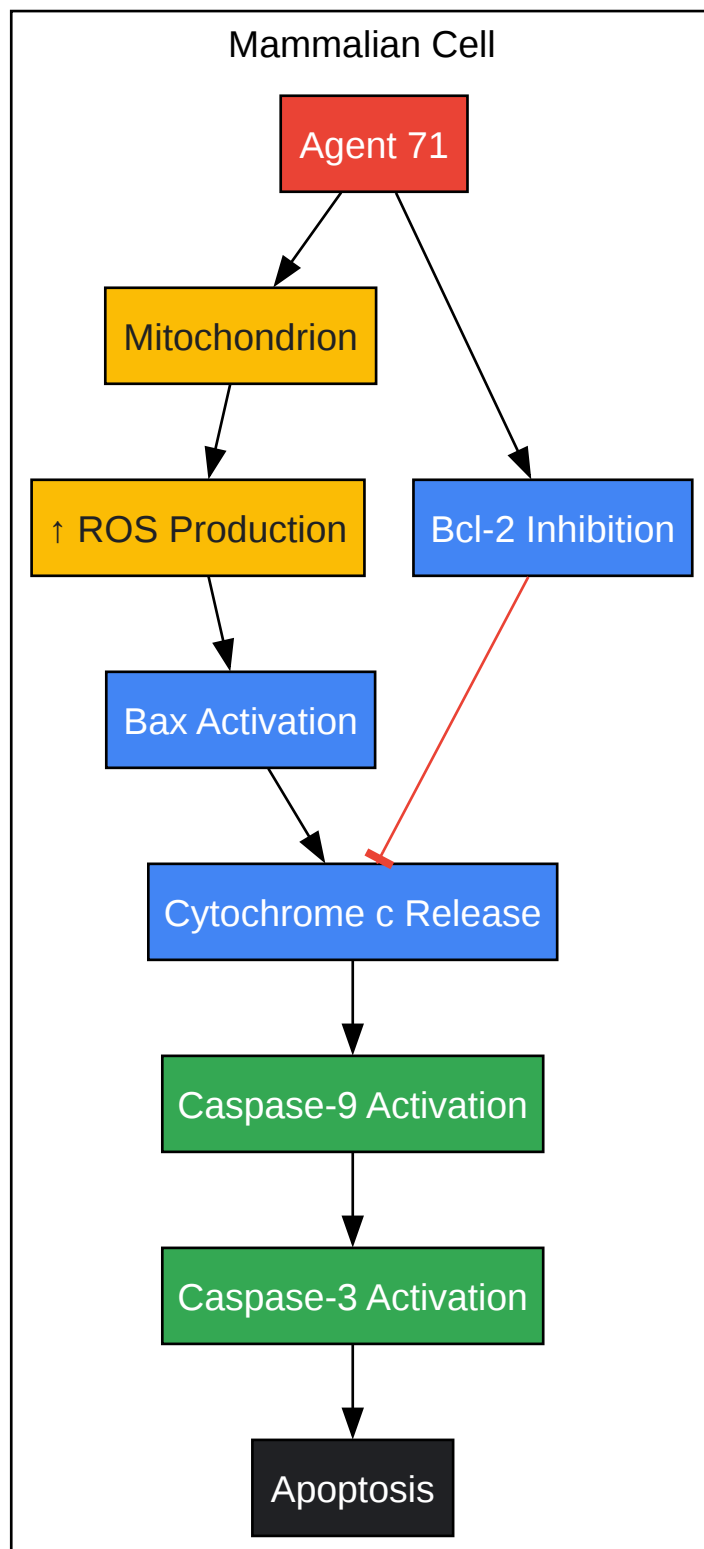 Mammalian Cell
Agent 71
Mitochondrion
↑ ROS Production
Bcl-2 Inhibition
Bax Activation
Cytochrome c Release
Caspase-9 Activation
Caspase-3 Activation
Apoptosis